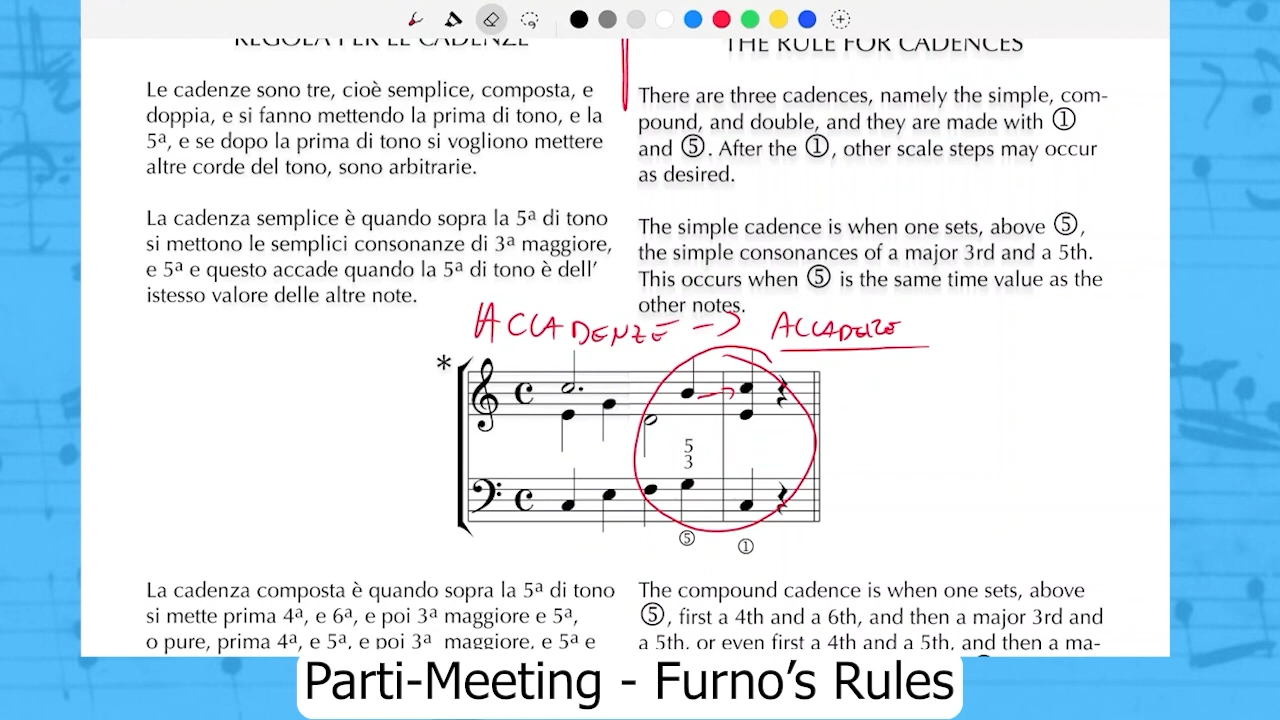 REGOLA PER LE CADENZE
Le cadenze sono tre, cioè semplice, composta, e
doppia, e si fanno mettendo la prima di tono, e la
5ª, e se dopo la prima di tono si vogliono mettere
altre corde del tono, sono arbitrarie.
La cadenza semplice è quando sopra la 5ª di tono
si mettono le semplici consonanze di 3ª maggiore,
e 5ª e questo accade quando la 5ª di tono è dell’
istesso valore delle altre note.
THE RULE FOR CADENCES
There are three cadences, namely the simple, com-
pound, and double, and they are made with ①
and ⑤. After the ①, other scale steps may occur
as desired.
The simple cadence is when one sets, above ⑤,
the simple consonances of a major 3rd and a 5th.
This occurs when ⑤ is the same time value as the
other notes.
ACCADENZE → ACCADENZE
*
5
3
⑤ ①
La cadenza composta è quando sopra la 5ª di tono
si mette prima 4ª, e 6ª, e poi 3ª maggiore e 5ª,
o pure, prima 4ª, e 5ª, e poi 3ª maggiore, e 5ª e
The compound cadence is when one sets, above
⑤, first a 4th and a 6th, and then a major 3rd and
a 5th, or even first a 4th and a 5th, and then a ma-
Parti-Meeting - Furno’s Rules